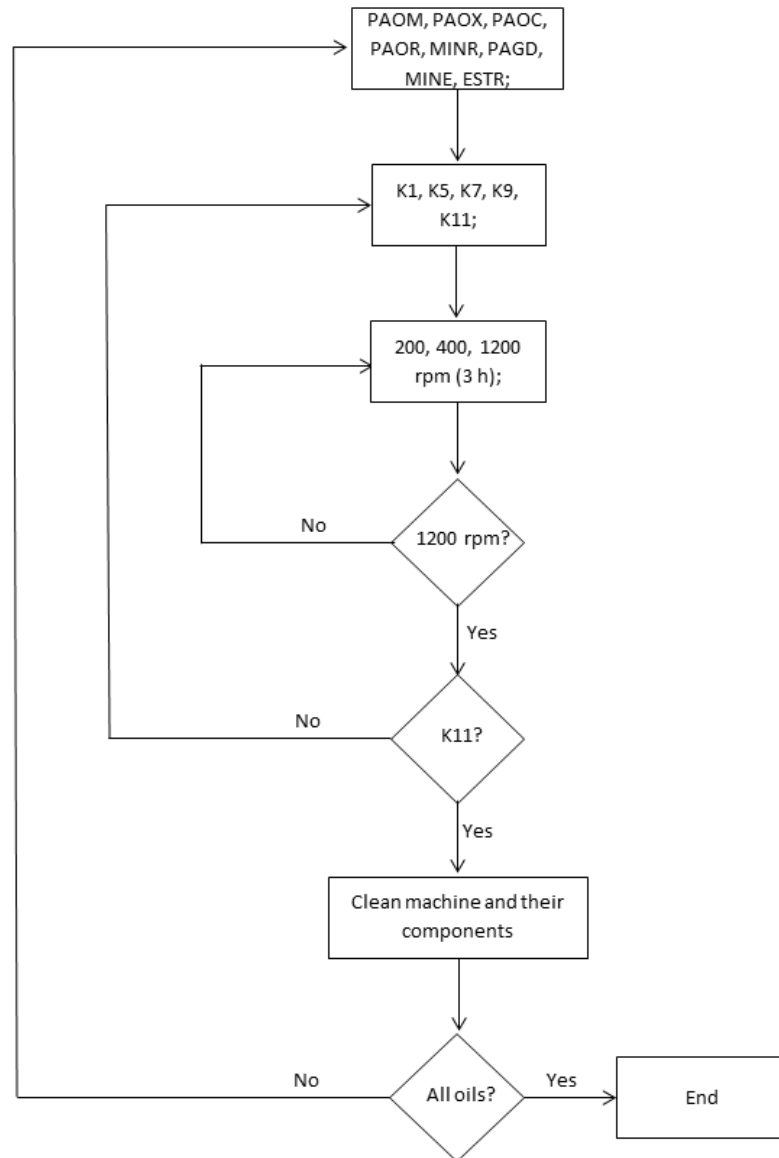 PAOM, PAOX, PAOC,
PAOR, MINR, PAGD,
MINE, ESTR;
K1, K5, K7, K9,
K11;
200, 400, 1200
rpm (3 h);
No
1200 rpm?
Yes
No
K11?
Yes
Clean machine and their
components
No
All oils?
Yes
End